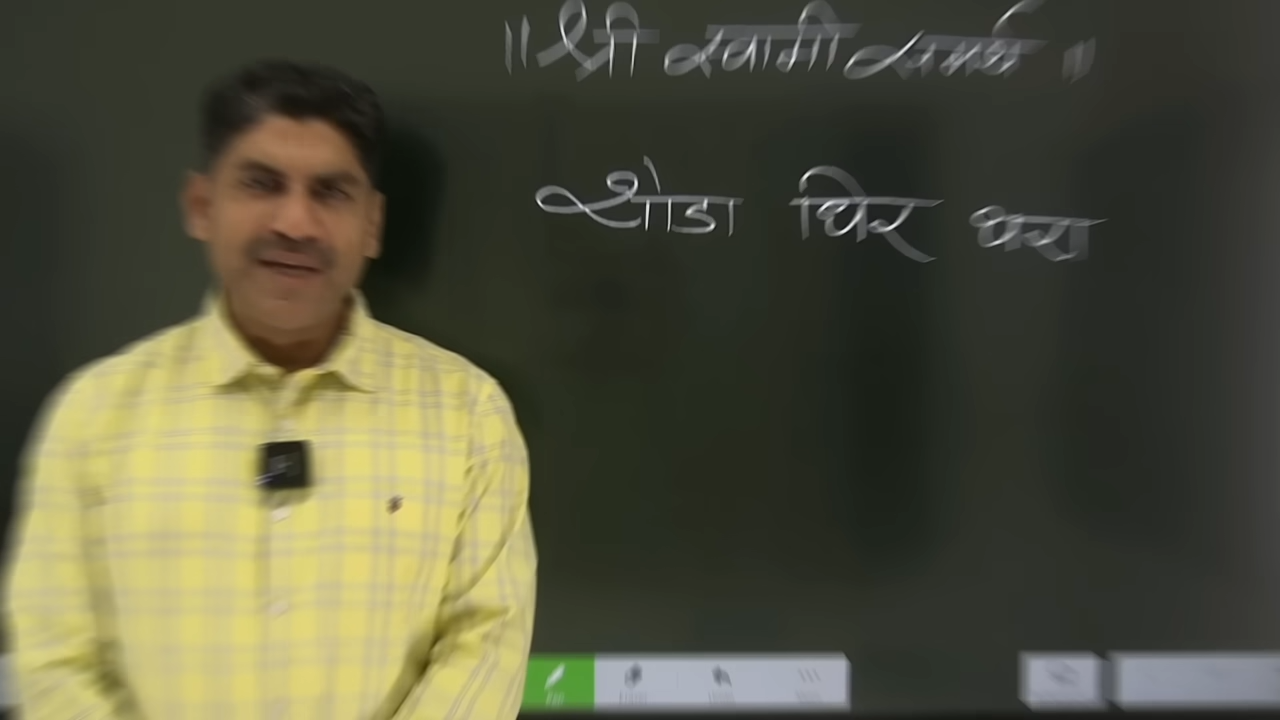 ॥ श्री स्वामी समर्थ ॥
थोडा धिर धरा